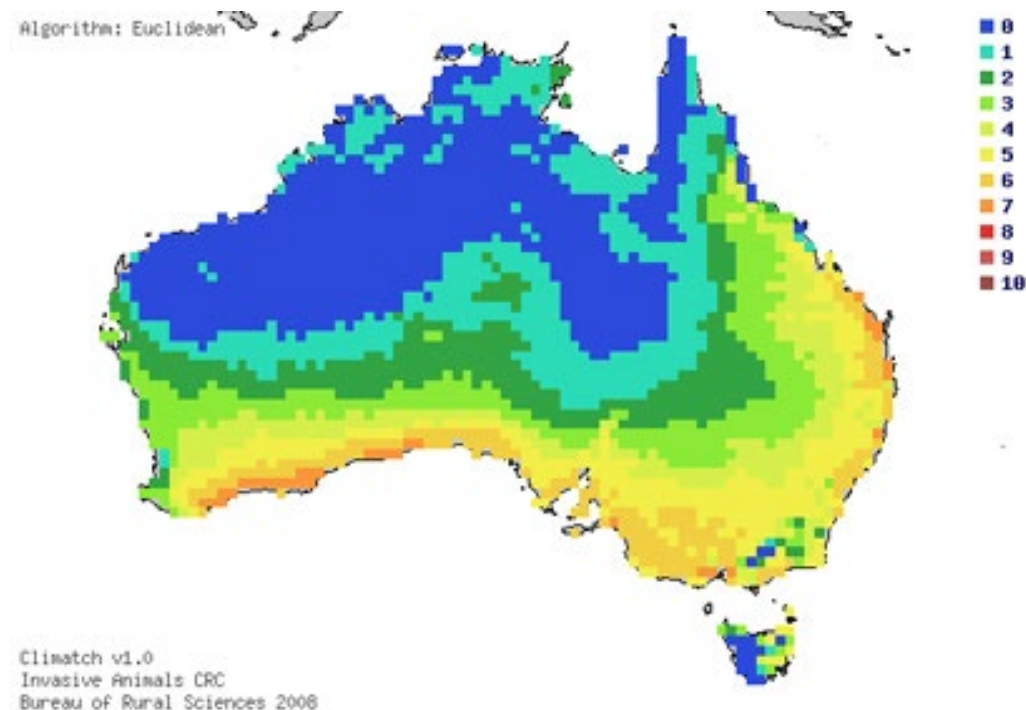 Algorithm: Euclidean
0
1
2
3
4
5
6
7
8
9
10
Climatch v1.0
Invasive Animals CRC
Bureau of Rural Sciences 2008